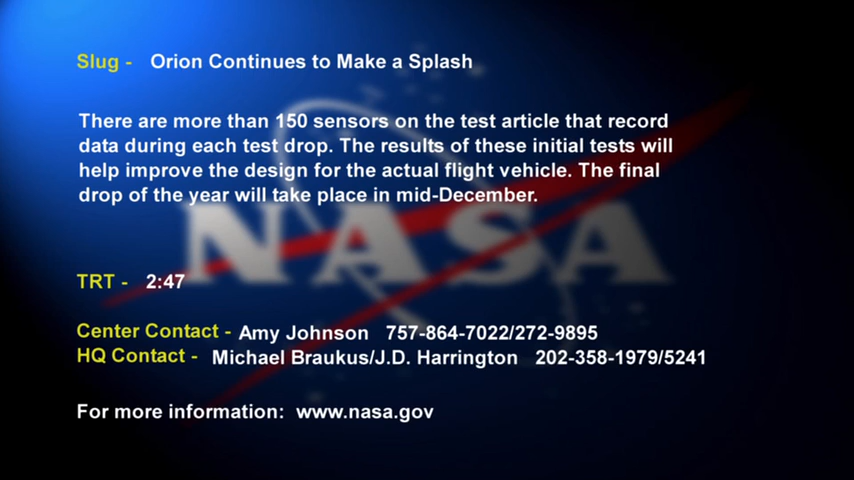 Slug - Orion Continues to Make a Splash
There are more than 150 sensors on the test article that record
data during each test drop. The results of these initial tests will
help improve the design for the actual flight vehicle. The final
drop of the year will take place in mid-December.
NASA
TRT - 2:47
Center Contact - Amy Johnson 757-864-7022/272-9895
HQ Contact - Michael Braukus/J.D. Harrington 202-358-1979/5241
For more information: www.nasa.gov